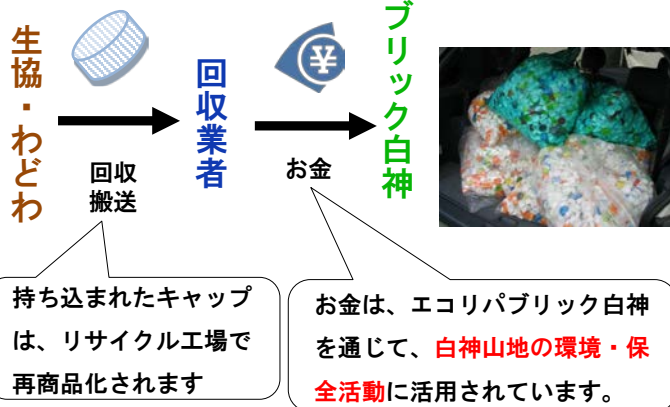 生協・わどわ
回収
搬送
回収業者
¥
お金
ブリック白神
持ち込まれたキャップ
は、リサイクル工場で
再商品化されます
お金は、エコリパブリック白神
を通じて、白神山地の環境・保
全活動に活用されています。